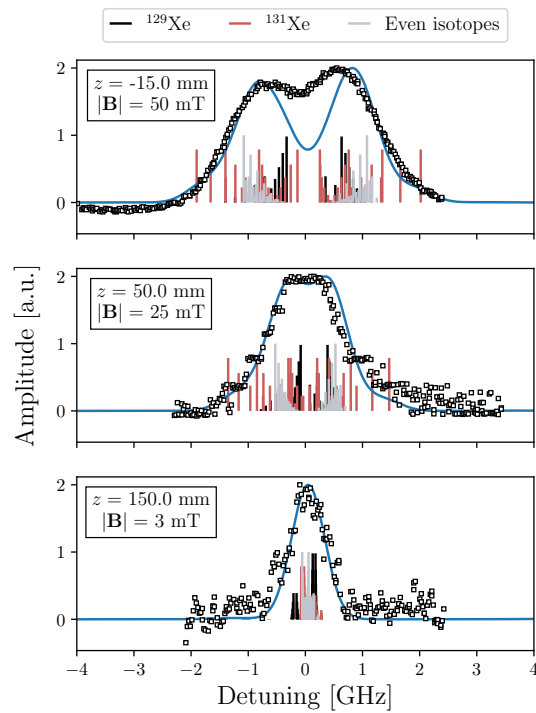 ¹²⁹Xe ¹³¹Xe Even isotopes
z = -15.0 mm
|B| = 50 mT
2
1
0
z = 50.0 mm
|B| = 25 mT
2
1
0
Amplitude [a.u.]
z = 150.0 mm
|B| = 3 mT
2
1
0
−4 −3 −2 −1 0 1 2 3 4
Detuning [GHz]